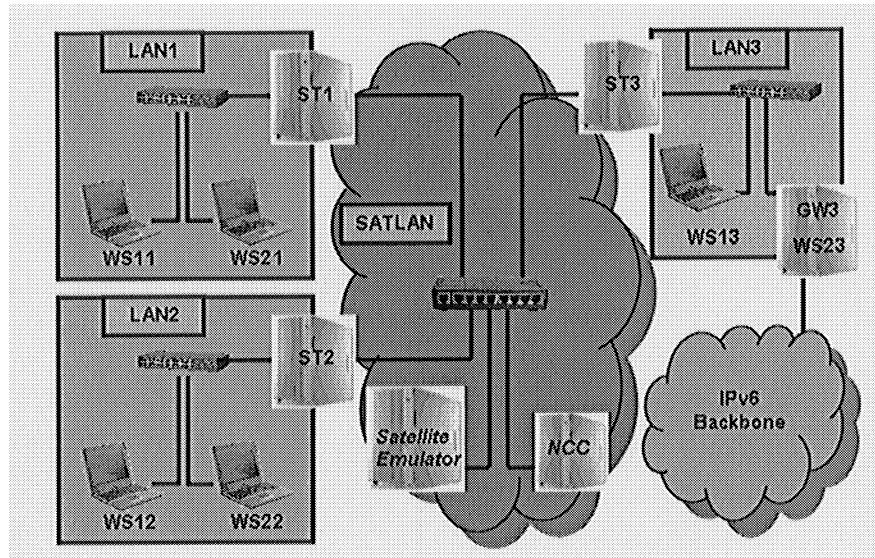 LAN1
ST1
WS11
WS21
LAN2
ST2
WS12
WS22
SATLAN
Satellite
Emulator
NCC
ST3
LAN3
WS13
GW3
WS23
IPv6
Backbone